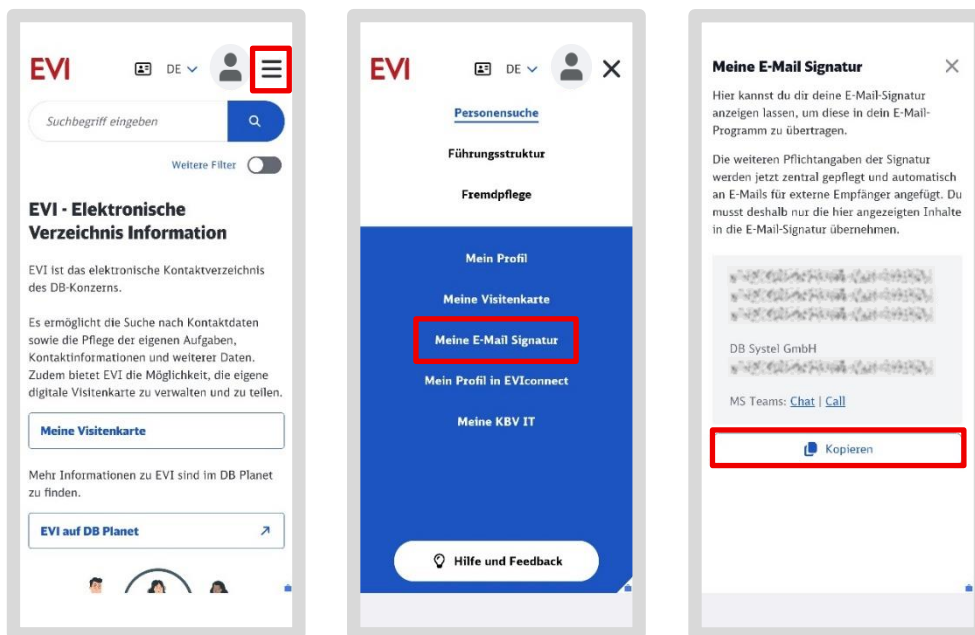 EVI
DE
Suchbegriff eingeben
Weitere Filter
EVI - Elektronische
Verzeichnis Information
EVI ist das elektronische Kontaktverzeichnis
des DB-Konzerns.
Es ermöglicht die Suche nach Kontaktdaten
sowie die Pflege der eigenen Aufgaben,
Kontaktinformationen und weiterer Daten.
Zudem bietet EVI die Möglichkeit, die eigene
digitale Visitenkarte zu verwalten und zu teilen.
Meine Visitenkarte
Mehr Informationen zu EVI sind im DB Planet
zu finden.
EVI auf DB Planet
EVI
DE
Personensuche
Führungsstruktur
Fremdpflege
Mein Profil
Meine Visitenkarte
Meine E-Mail Signatur
Mein Profil in EVIconnect
Meine KBV IT
Hilfe und Feedback
Meine E-Mail Signatur
Hier kannst du dir deine E-Mail-Signatur
anzeigen lassen, um diese in dein E-Mail-
Programm zu übertragen.
Die weiteren Pflichtangaben der Signatur
werden jetzt zentral gepflegt und automatisch
an E-Mails für externe Empfänger angefügt. Du
musst deshalb nur die hier angezeigten Inhalte
in die E-Mail-Signatur übernehmen.
DB Systel GmbH
MS Teams: Chat | Call
Kopieren